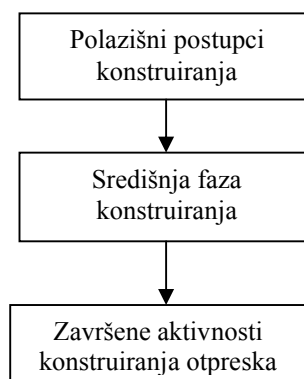 Polazišni postupci
konstruiranja
Središnja faza
konstruiranja
Završene aktivnosti
konstruiranja otpreska